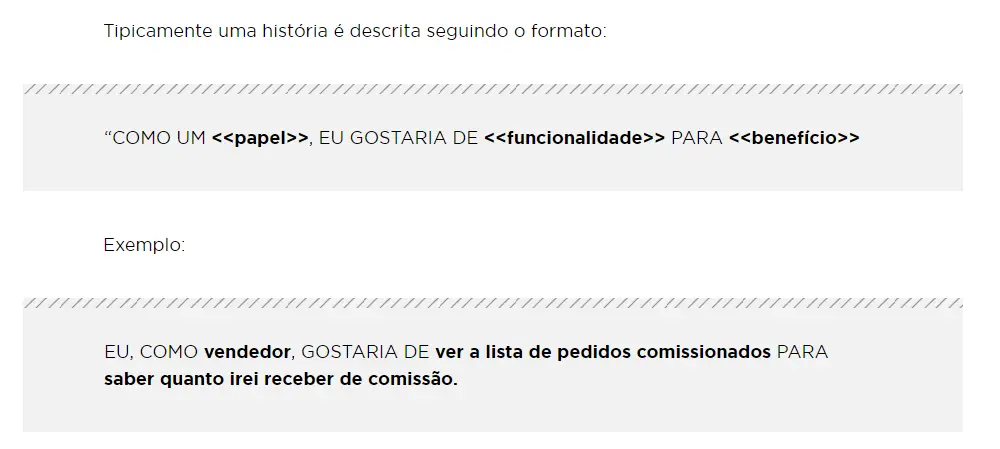 Tipicamente uma história é descrita seguindo o formato:
“COMO UM <<papel>>, EU GOSTARIA DE <<funcionalidade>> PARA <<benefício>>
Exemplo:
EU, COMO vendedor, GOSTARIA DE ver a lista de pedidos comissionados PARA
saber quanto irei receber de comissão.